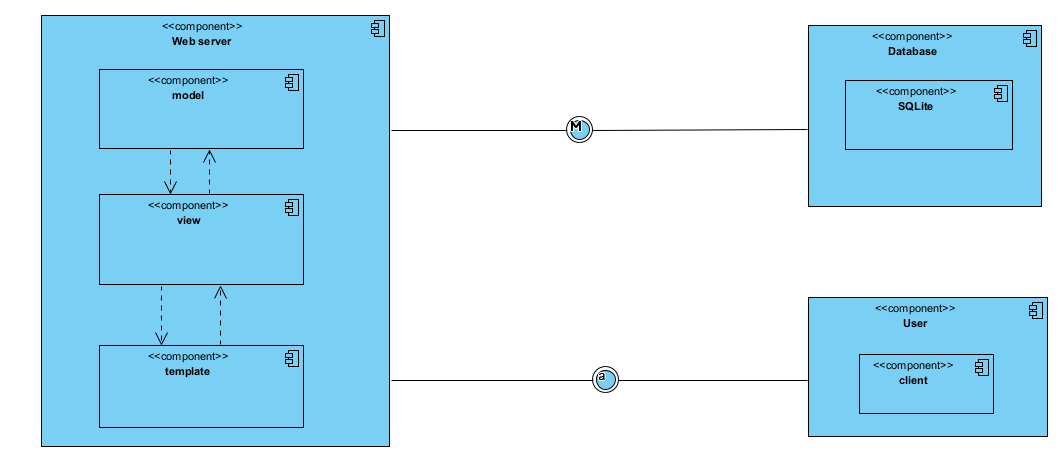 <<component>>
Web server
<<component>>
model
<<component>>
view
<<component>>
template
M
a
<<component>>
Database
<<component>>
SQLite
<<component>>
User
<<component>>
client